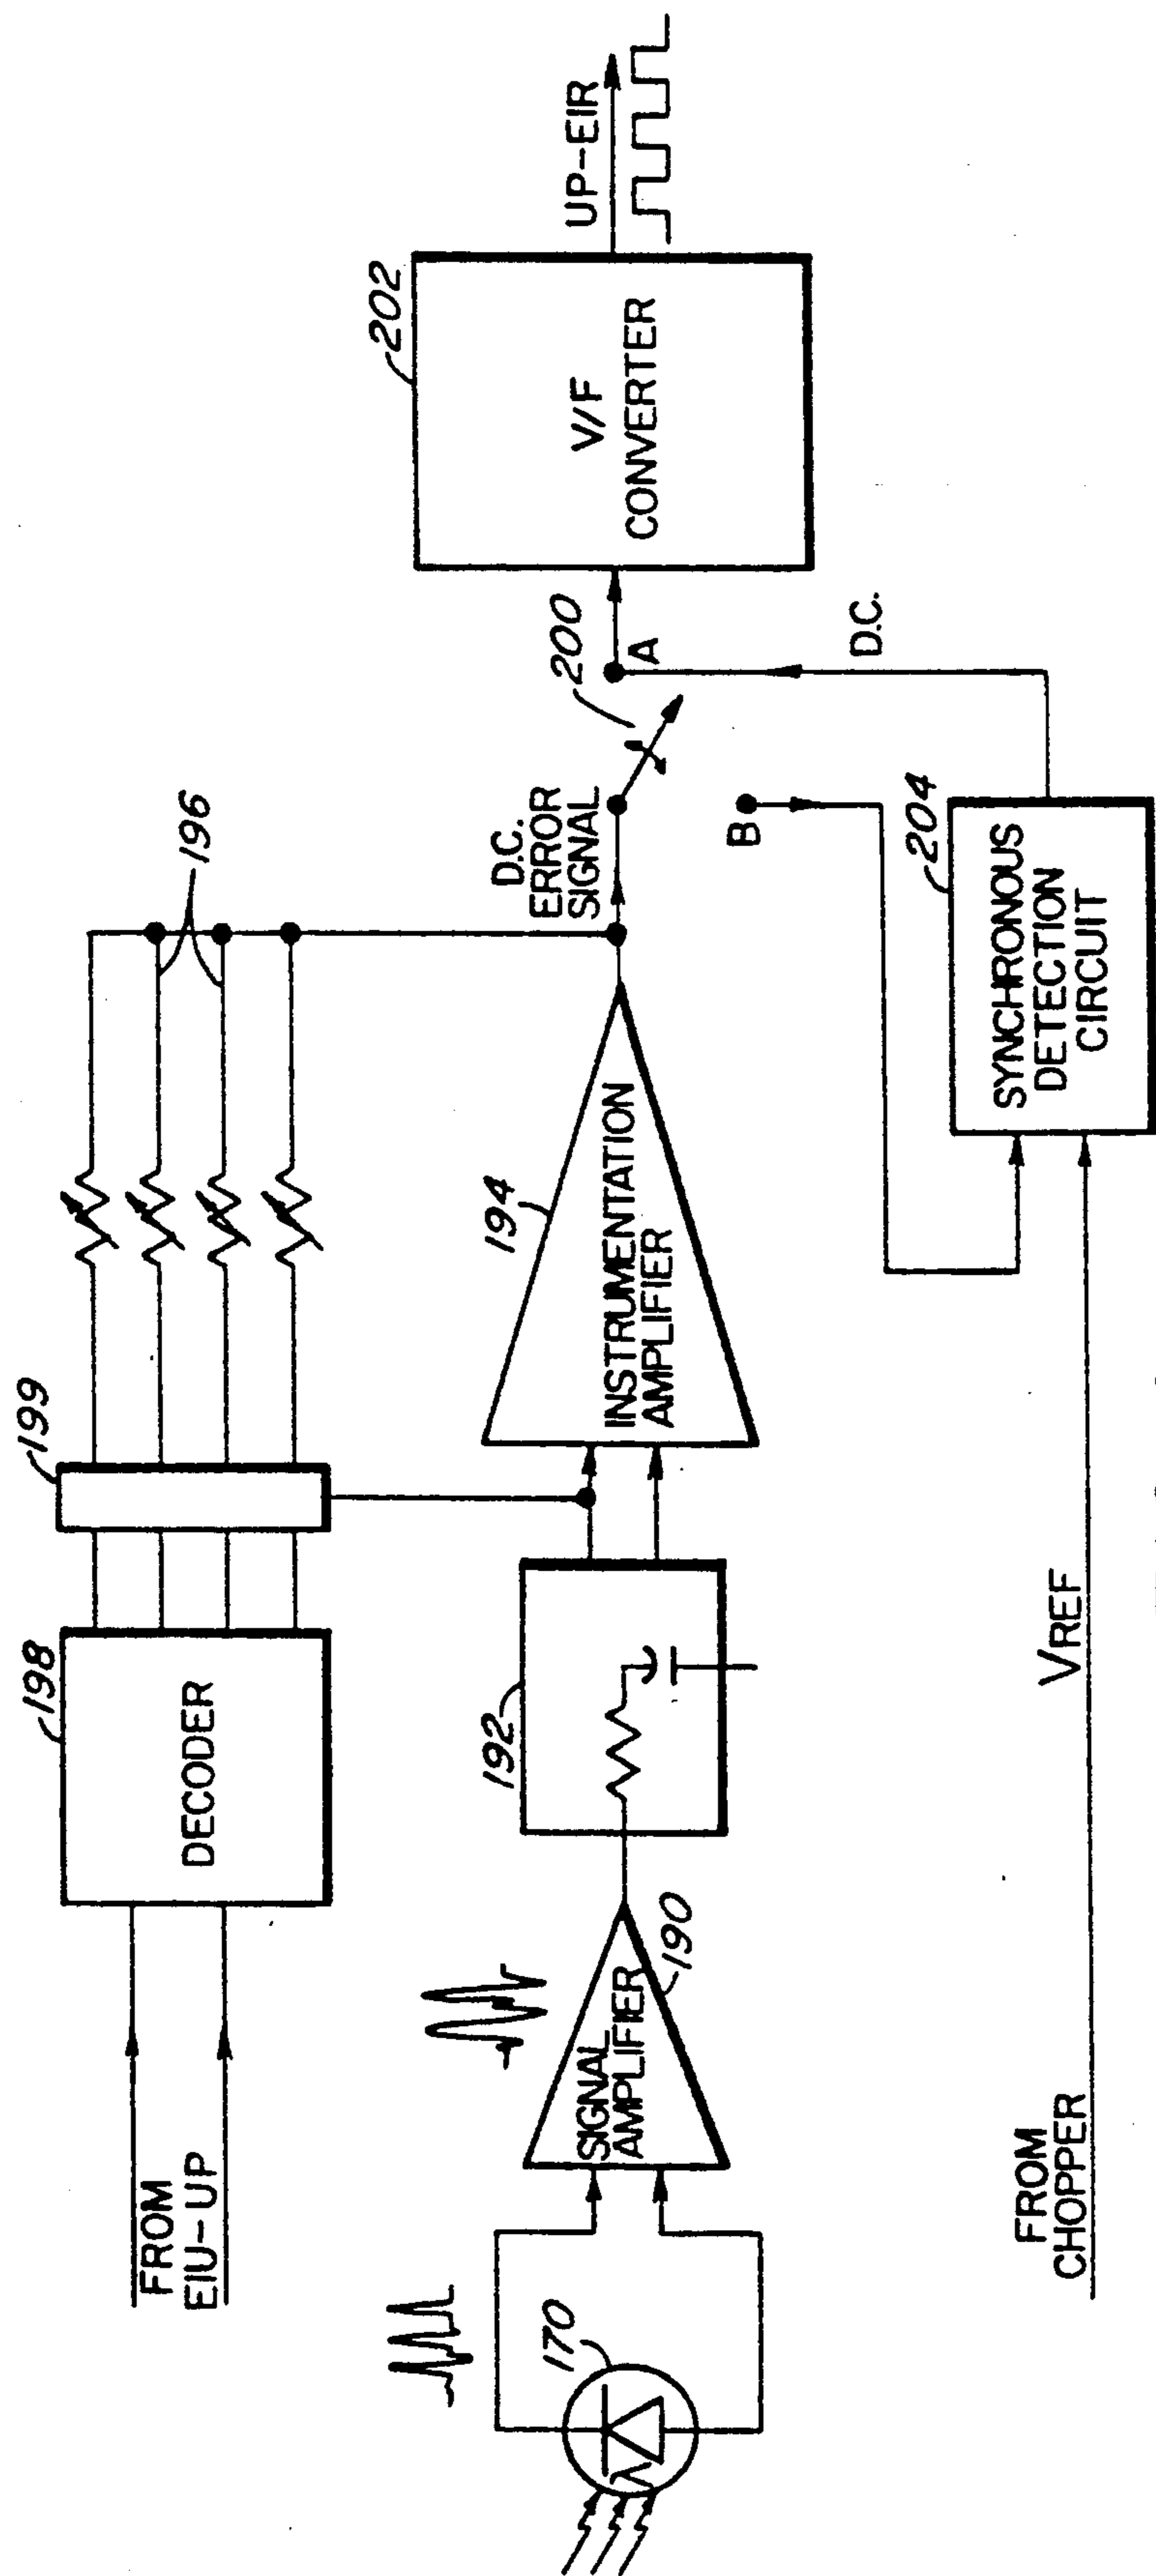 FROM
EIU-UP
198
DECODER
199
196
170
SIGNAL
AMPLIFIER
190
192
194
INSTRUMENTATION
AMPLIFIER
D.C.
ERROR
SIGNAL
200
A
B
202
V/F
CONVERTER
UP-EIR
D.C.
204
SYNCHRONOUS
DETECTION
CIRCUIT
FROM
CHOPPER
VREF
λ